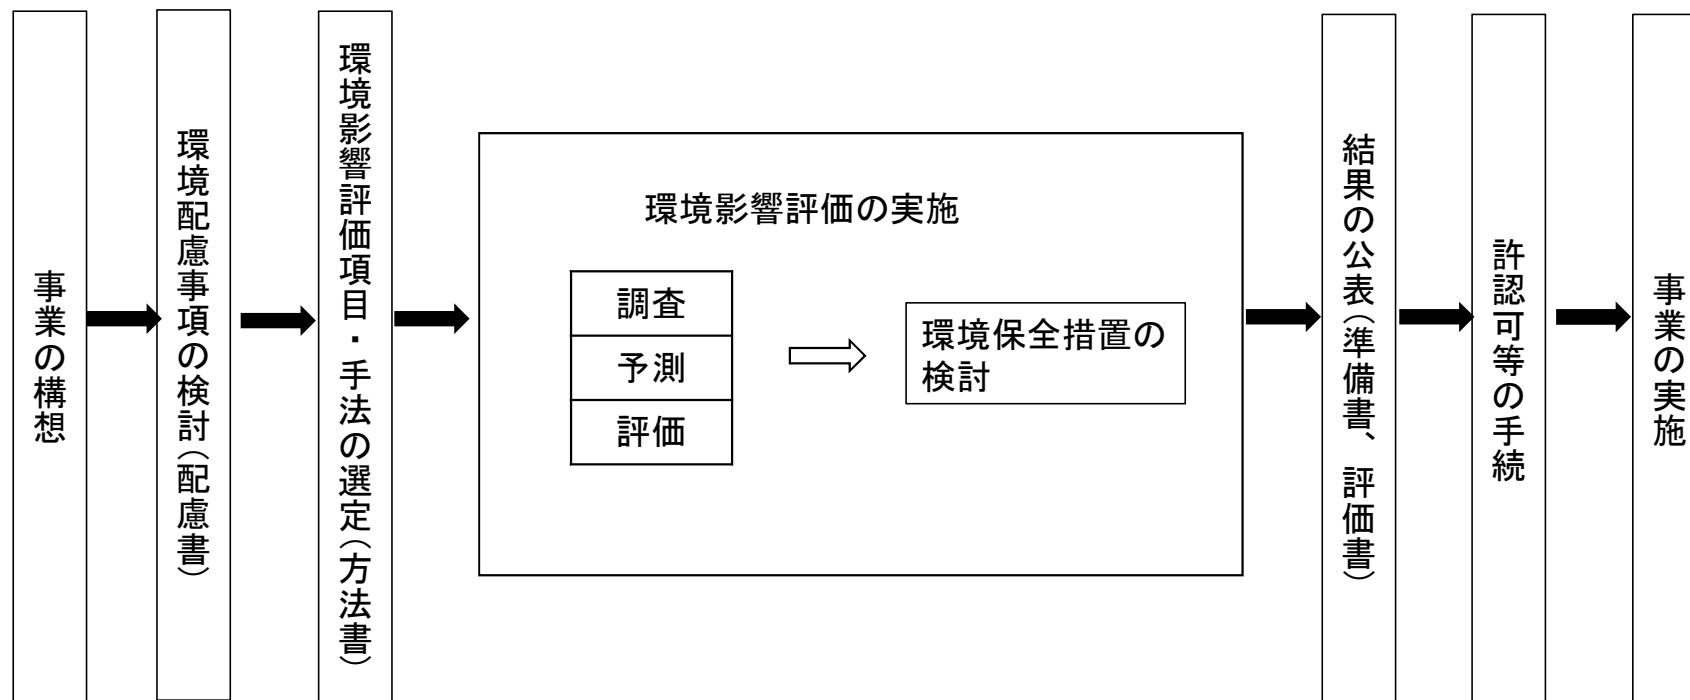 事業の構想
環境配慮事項の検討（配慮書）
環境影響評価項目・手法の選定（方法書）
環境影響評価の実施
調査
予測
評価
環境保全措置の
検討
結果の公表（準備書、評価書）
許認可等の手続
事業の実施